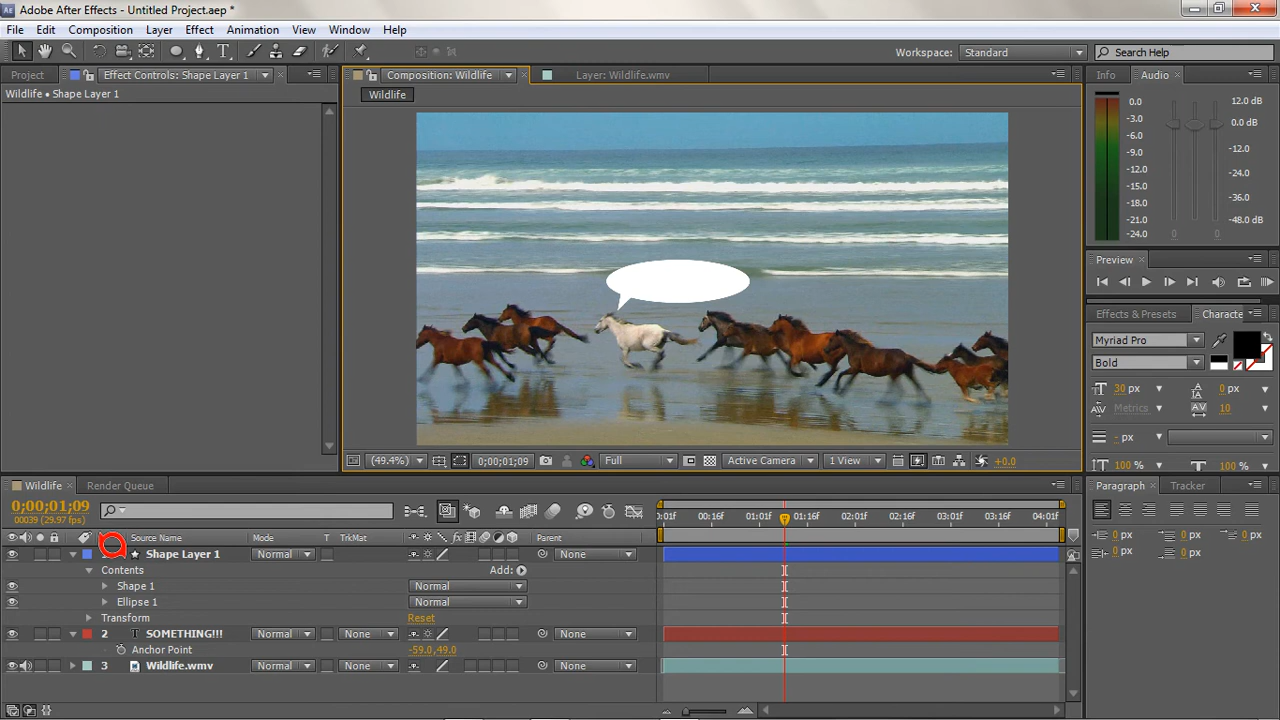 Adobe After Effects - Untitled Project.aep *
File Edit Composition Layer Effect Animation View Window Help
Workspace: Standard Search Help
Project Effect Controls: Shape Layer 1 Composition: Wildlife Layer: Wildlife.wmv Info Audio
Wildlife • Shape Layer 1 Wildlife
0.0 12.0 dB
-3.0 0.0 dB
-6.0
-9.0 -12.0
-12.0 -24.0
-15.0
-18.0 -36.0
-21.0 -48.0 dB
-24.0 0 0
Preview
Effects & Presets Characte
Myriad Pro
Bold
30 px 0 px
Metrics 10
- px
100 % 100 %
(49.4%) 0;00;01;09 Full Active Camera 1 View +0.0
Wildlife Render Queue Paragraph Tracker
0;00;01;09
00039 (29.97 fps)
0:01f 00:16f 01:01f 01:16f 02:01f 02:16f 03:01f 03:16f 04:01f
Source Name Mode T TrkMat Parent
0 px 0 px 0 px
0 px 0 px
Shape Layer 1 Normal None
Contents Add:
Shape 1 Normal
Ellipse 1 Normal
Transform Reset
2 T SOMETHING!!! Normal None None
Anchor Point -59.0,49.0
3 Wildlife.wmv Normal None None